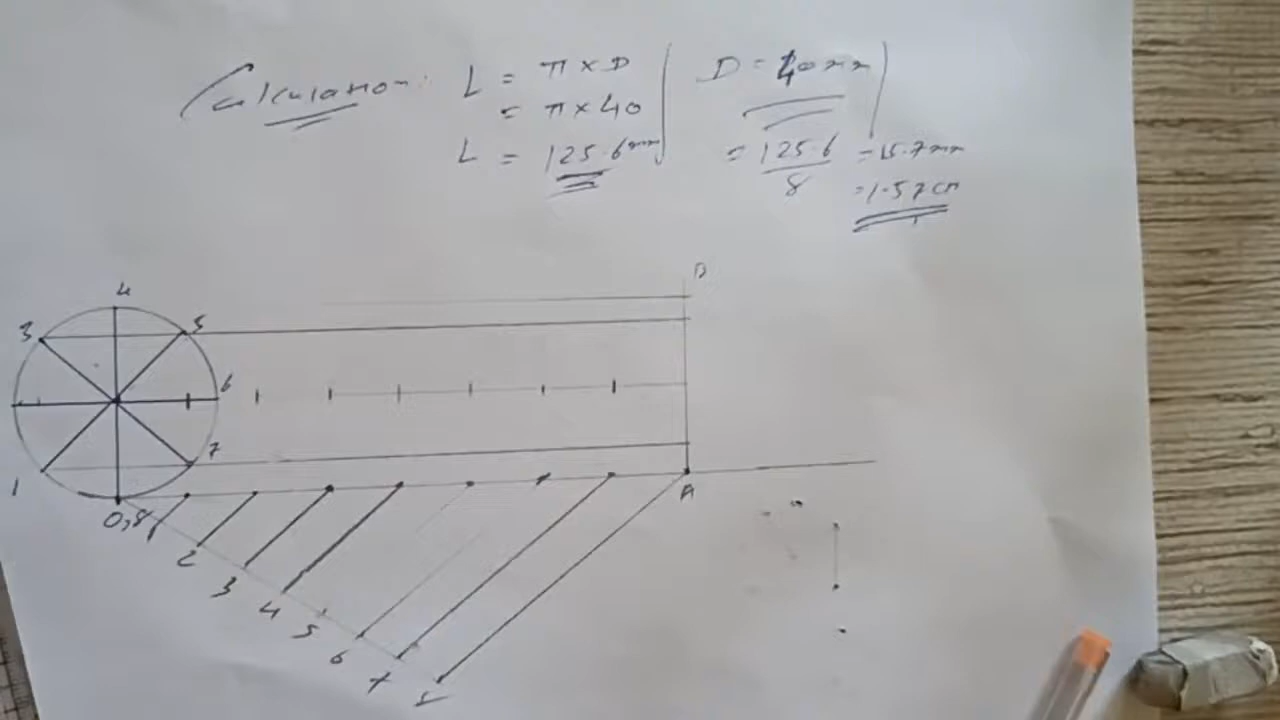 Calculation: L = π x D D = 40mm
= π x 40
L = 125.6mm = 125.6/8 = 15.7mm
= 1.57cm
4 B
3 5
6
7
1 A
0,8 1
2
3
4
5
6
7
8